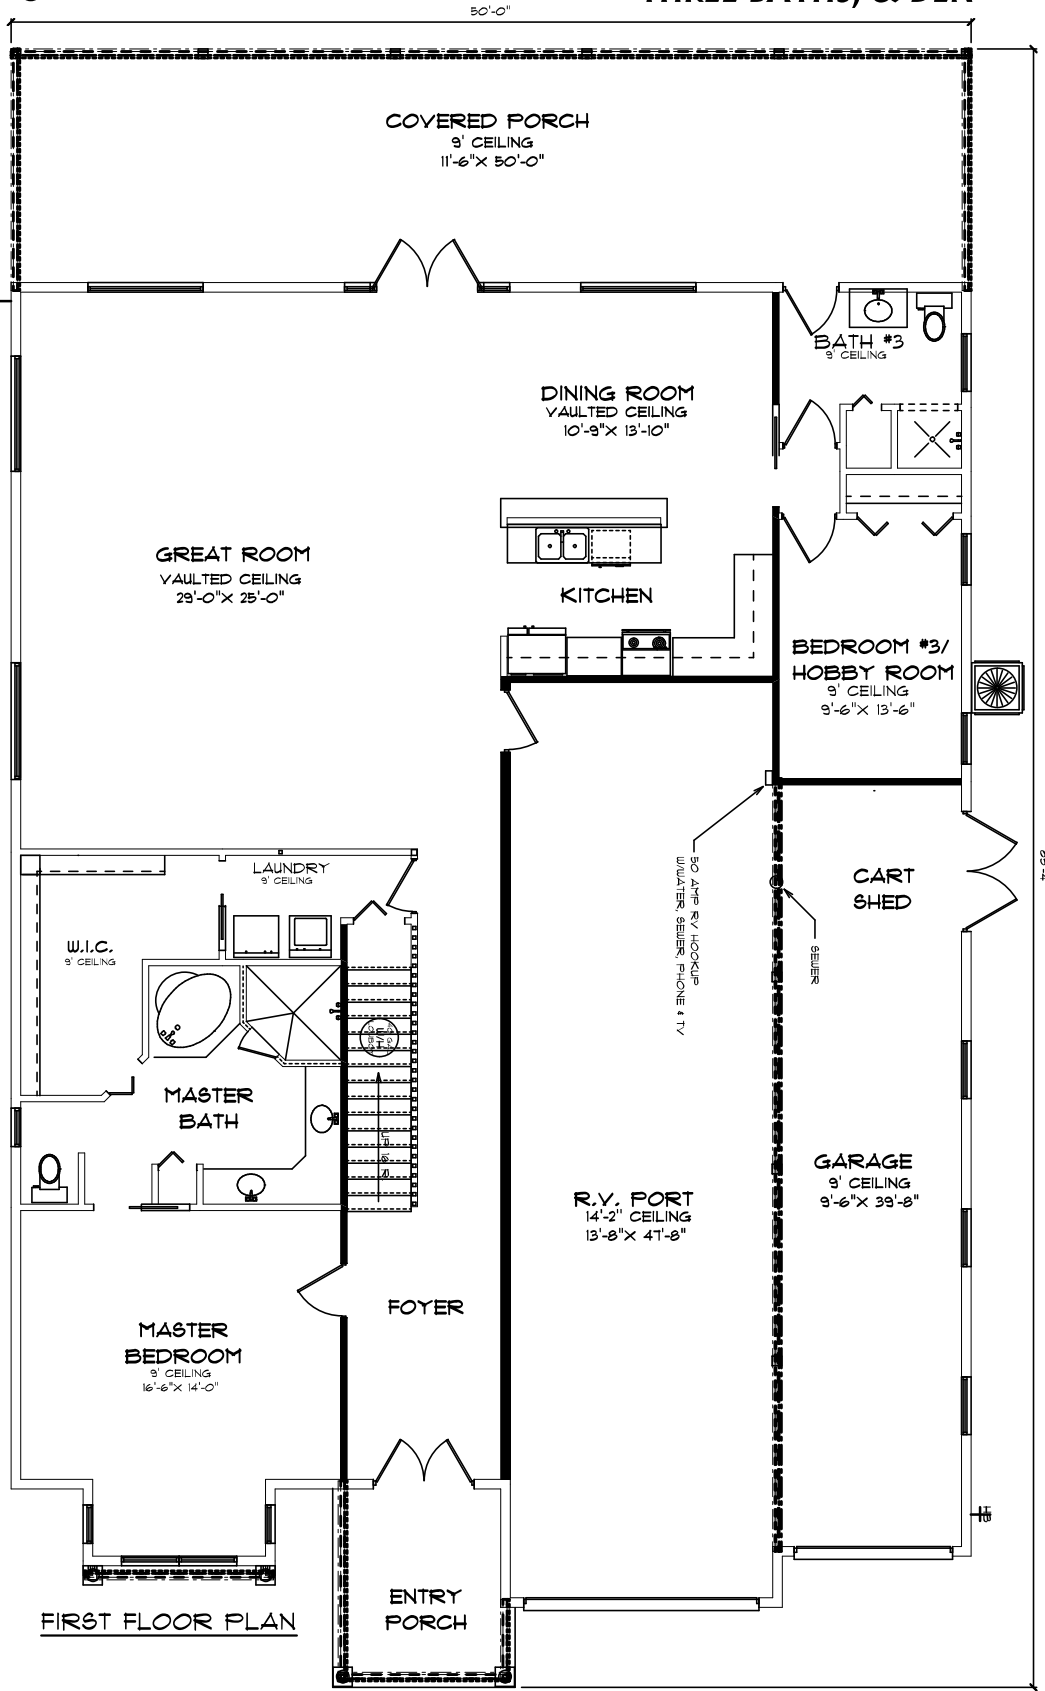 50'-0"
COVERED PORCH
9' CEILING
11'-6"X 50'-0"
BATH #3
9' CEILING
DINING ROOM
VAULTED CEILING
10'-9"X 13'-10"
GREAT ROOM
VAULTED CEILING
29'-0"X 25'-0"
KITCHEN
BEDROOM #3/
HOBBY ROOM
9' CEILING
9'-6"X 13'-6"
LAUNDRY
9' CEILING
50 AMP RV HOOKUP
W/WATER, SEWER, PHONE & TV
CART
SHED
SEWER
W.I.C.
9' CEILING
W/H
MASTER
BATH
UP 16 R
GARAGE
9' CEILING
9'-6"X 39'-8"
R.V. PORT
14'-2" CEILING
13'-8"X 47'-8"
FOYER
MASTER
BEDROOM
9' CEILING
16'-6"X 14'-0"
HB
ENTRY
PORCH
FIRST FLOOR PLAN